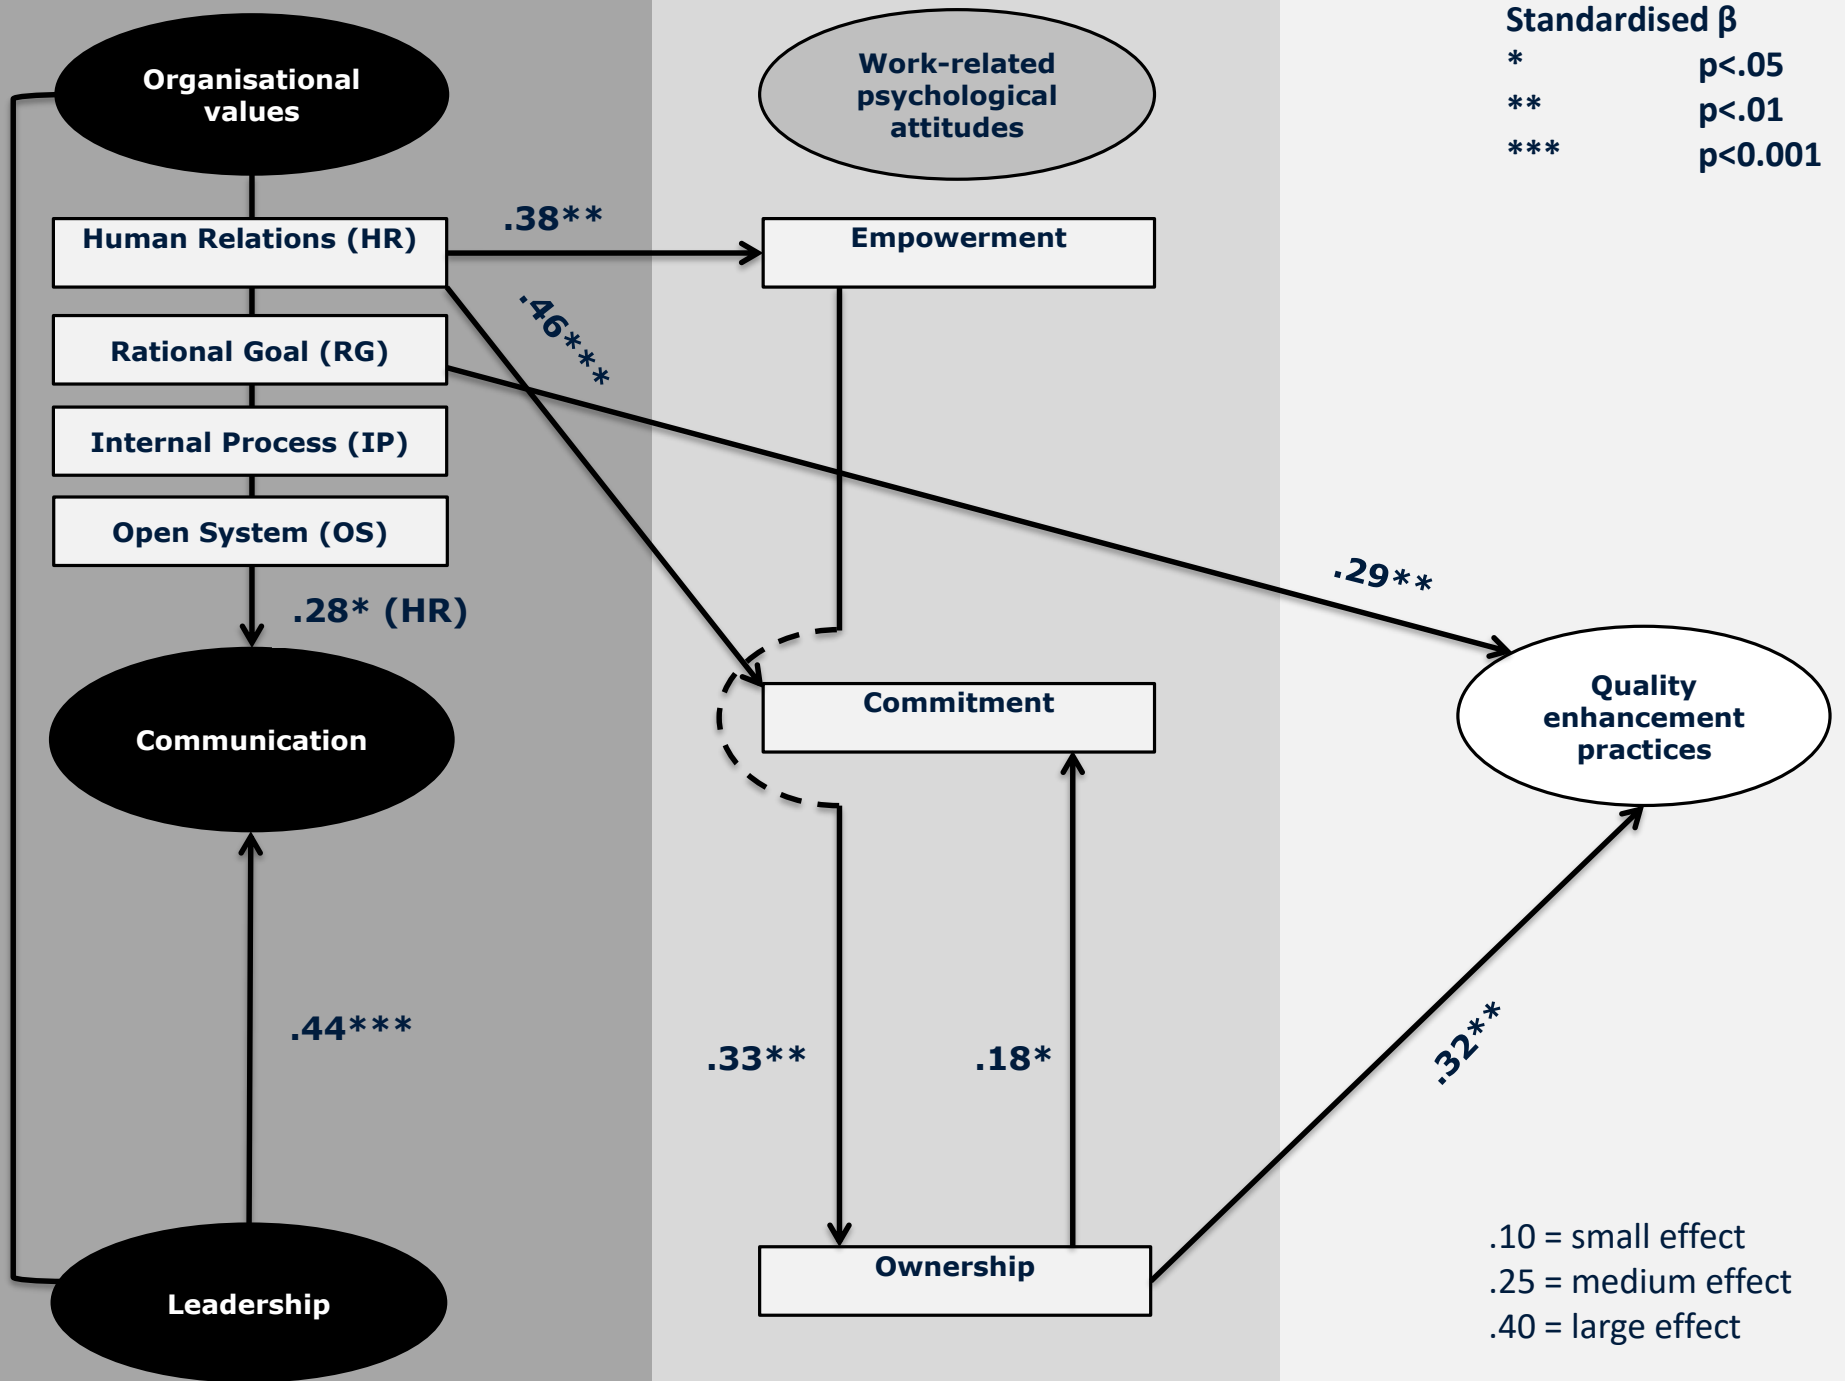 Organisational
values
Work-related
psychological
attitudes
Standardised β
* p<.05
** p<.01
*** p<0.001
Human Relations (HR)
.38**
Empowerment
.46***
Rational Goal (RG)
Internal Process (IP)
Open System (OS)
.29**
.28* (HR)
Communication
Commitment
Quality
enhancement
practices
.44***
.33**
.18*
.32**
Ownership
Leadership
.10 = small effect
.25 = medium effect
.40 = large effect